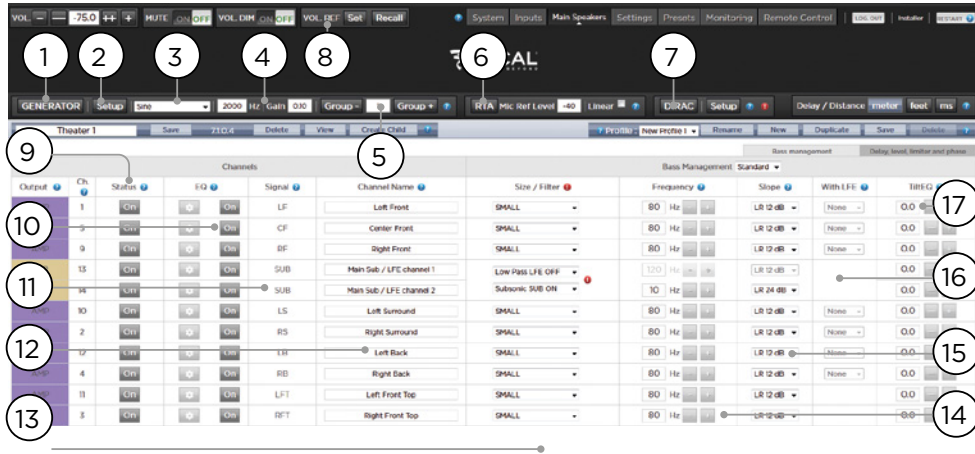 VOL. - — -75.0 ++ + MUTE ON OFF VOL. DIM ON OFF VOL. REF Set Recall System Inputs Main Speakers Settings Presets Monitoring Remote Control LOG OUT Installer RESTART
1 2 3 4 8 6 7
CAL
GENERATOR Setup Sine 2000 Hz Gain 0.10 Group - Group + RTA Mic Ref Level -40 Linear DIRAC Setup Delay / Distance meter feet ms
Theater 1 Save 7.1.0.4 Delete View Create Child Profile New Profile 1 Rename New Duplicate Save Delete
9 5
Bass management Delay, level, limiter and phase
Channels Bass Management Standard
Output Ch. Status EQ Signal Channel Name Size / Filter Frequency Slope With LFE TiltEQ
17
1 On On LF Left Front SMALL 80 Hz LR 12 dB None 0.0
10
On On CF Center Front SMALL 80 Hz LR 12 dB None 0.0
AMP 9 On On RF Right Front SMALL 80 Hz LR 12 dB None 0.0
13 On On SUB Main Sub / LFE channel 1 Low Pass LFE OFF 120 Hz LR 12 dB 0.0
11 16
14 On On SUB Main Sub / LFE channel 2 Subsonic SUB ON 10 Hz LR 24 dB 0.0
AMP 10 On On LS Left Surround SMALL 80 Hz LR 12 dB None 0.0
2 On On RS Right Surround SMALL 80 Hz LR 12 dB None 0.0
12 15
AMP 12 On On LB Left Back SMALL 80 Hz LR 12 dB None 0.0
AMP 4 On On RB Right Back SMALL 80 Hz LR 12 dB None 0.0
11 On On LFT Left Front Top SMALL 80 Hz LR 12 dB 0.0
13 14
3 On On RFT Right Front Top SMALL 80 Hz LR 12 dB 0.0